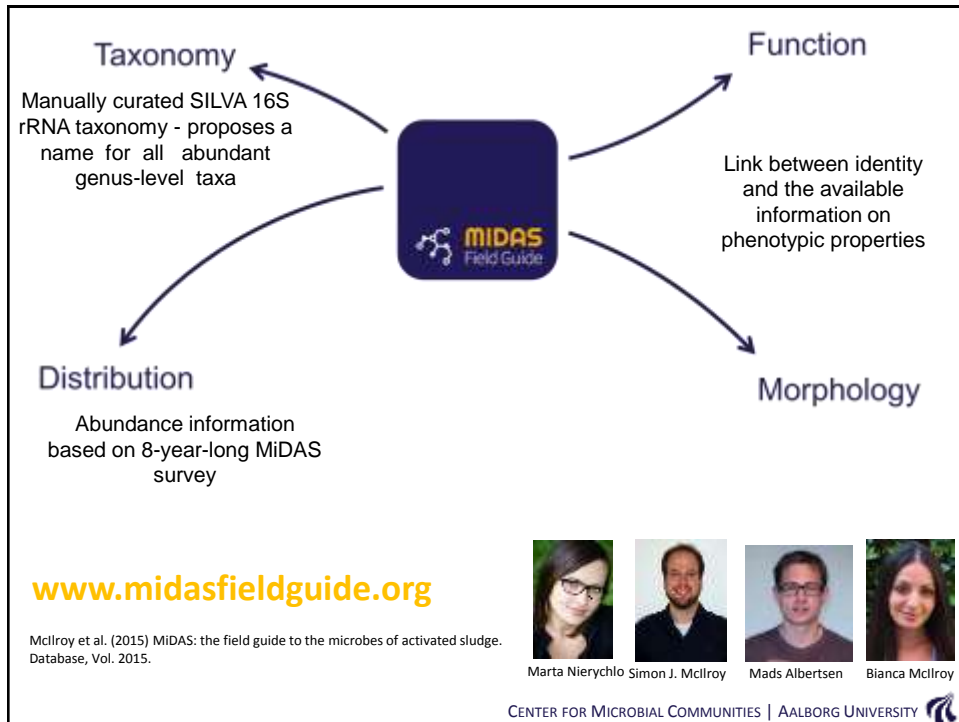 Taxonomy
Manually curated SILVA 16S
rRNA taxonomy - proposes a
name for all abundant
genus-level taxa
Function
Link between identity
and the available
information on
phenotypic properties
MIDAS
Field Guide
Distribution
Abundance information
based on 8-year-long MiDAS
survey
Morphology
www.midasfieldguide.org
McIlroy et al. (2015) MiDAS: the field guide to the microbes of activated sludge.
Database, Vol. 2015.
Marta Nierychlo Simon J. McIlroy Mads Albertsen Bianca McIlroy
CENTER FOR MICROBIAL COMMUNITIES | AALBORG UNIVERSITY